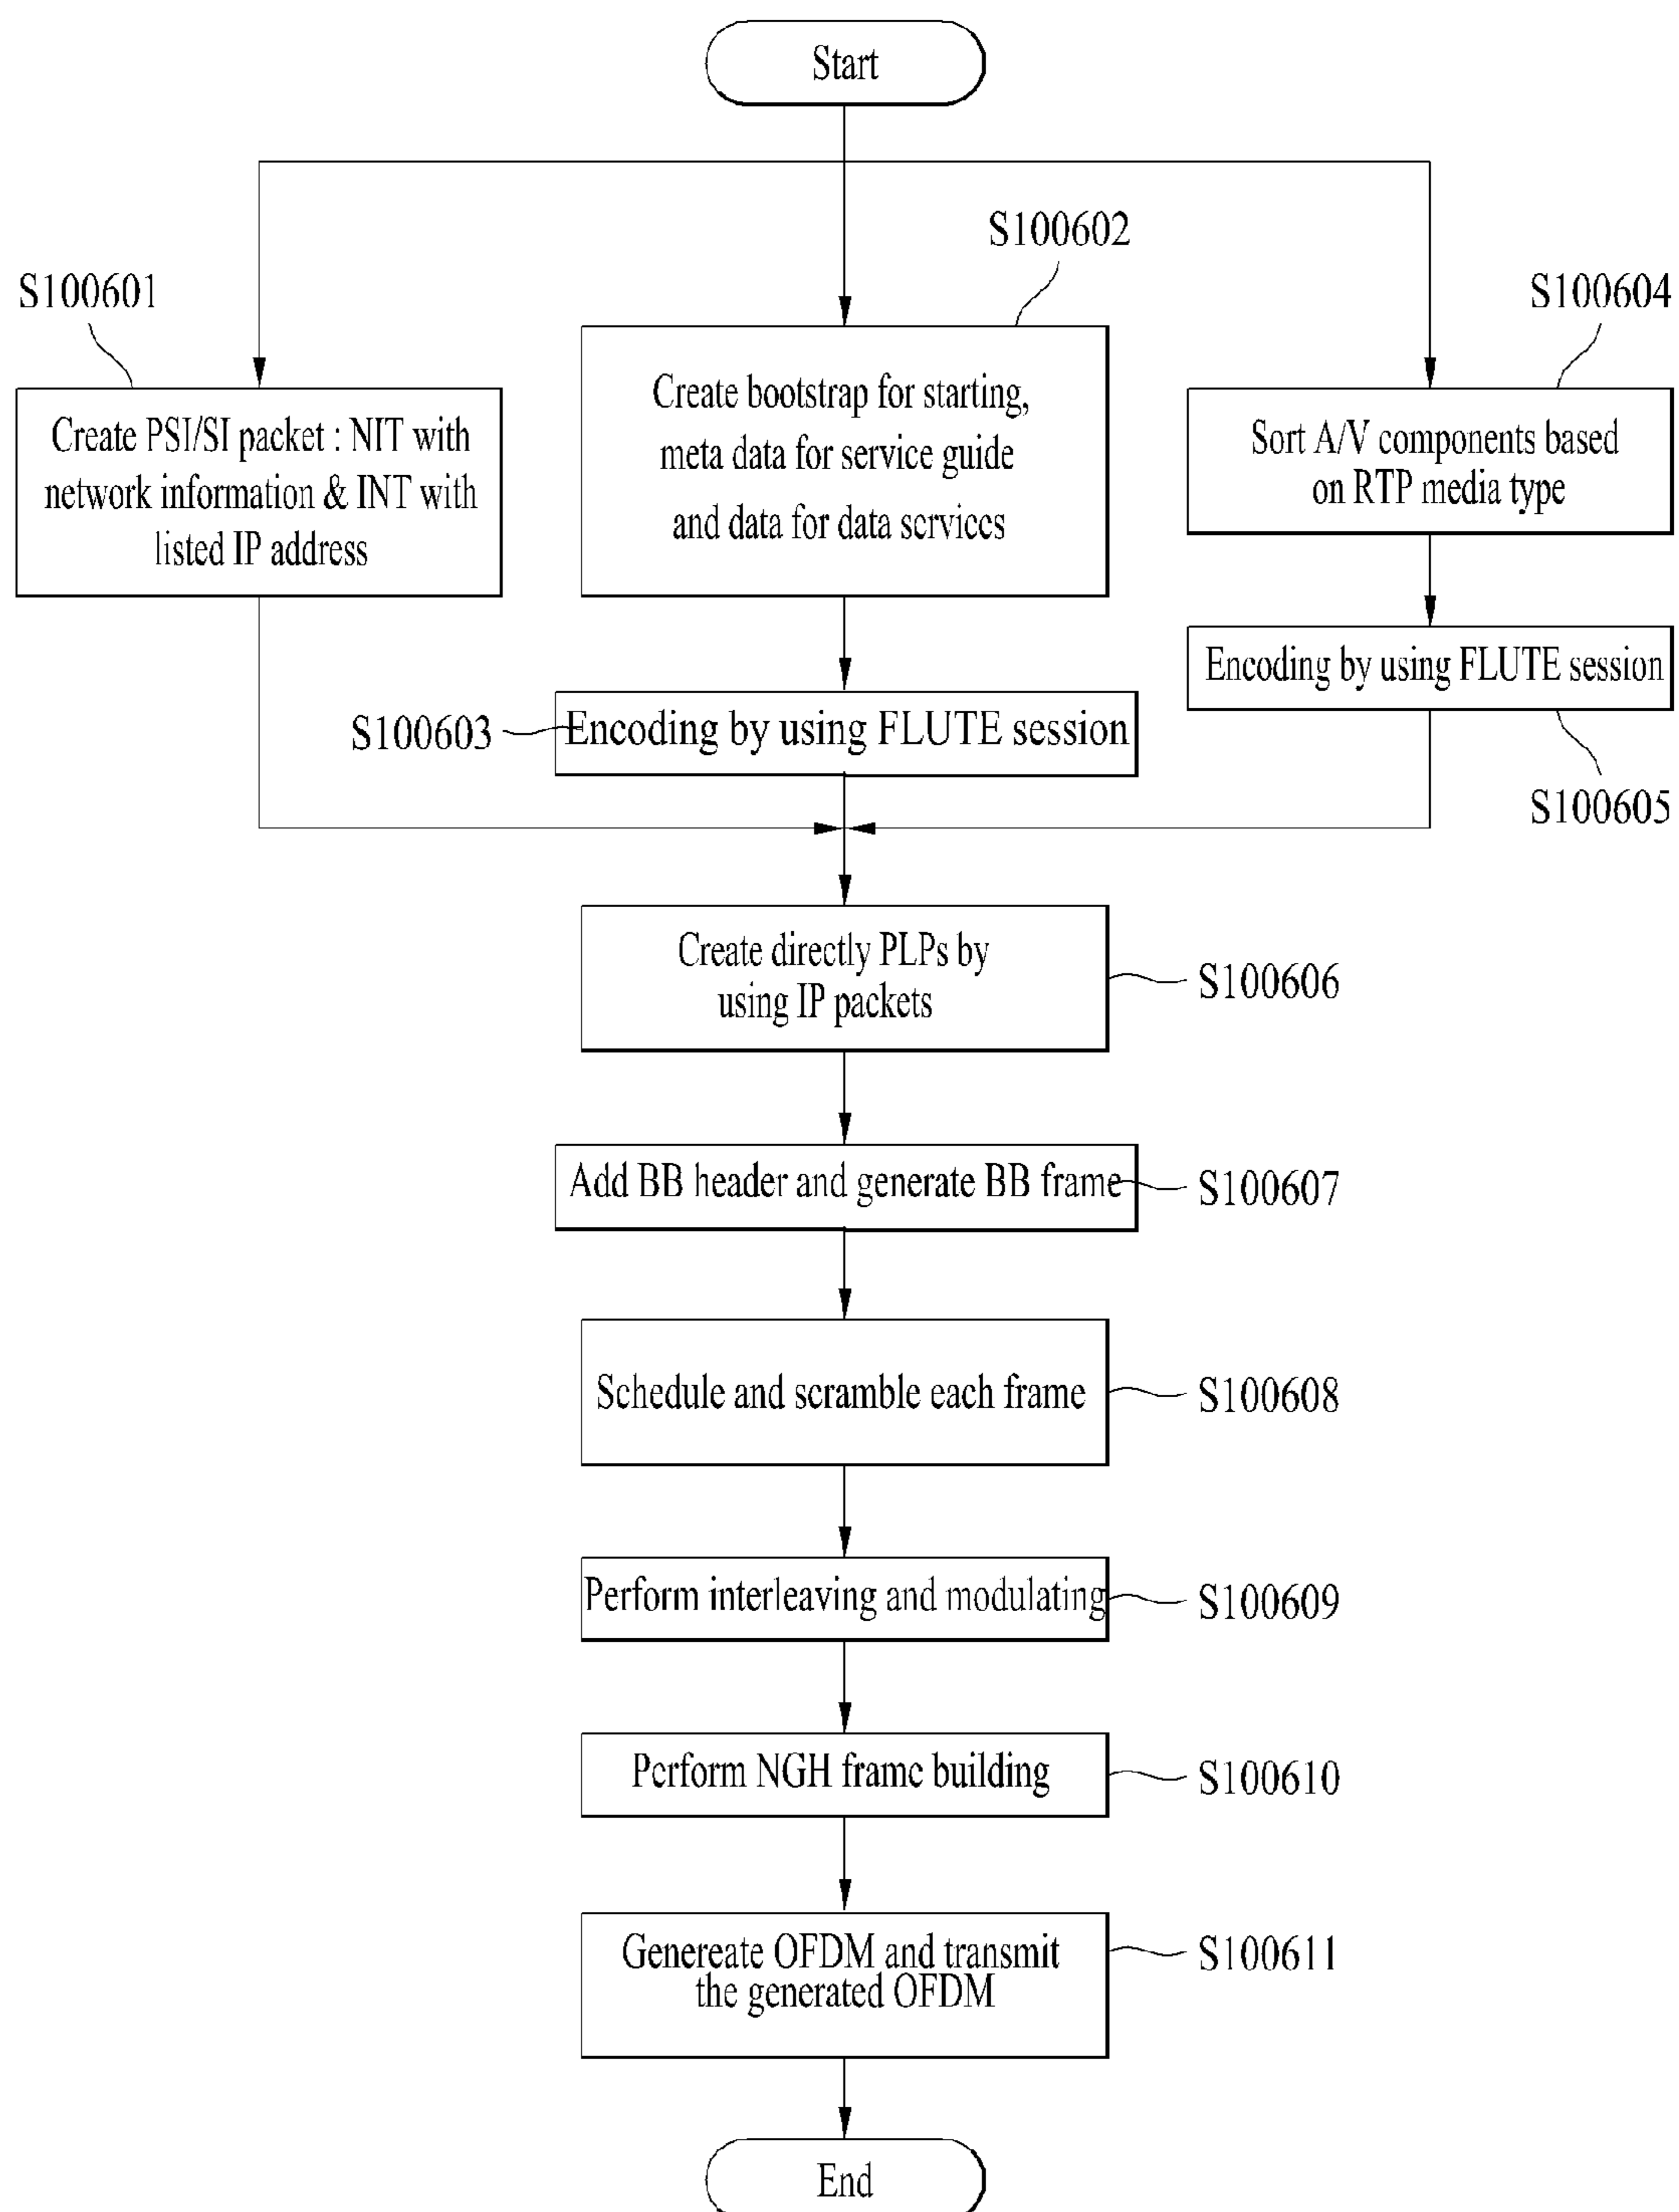 Start
S100602
S100601
S100604
Create PSI/SI packet : NIT with
network information & INT with
listed IP address
Create bootstrap for starting,
meta data for service guide
and data for data services
Sort A/V components based
on RTP media type
Encoding by using FLUTE session
S100605
S100603
Encoding by using FLUTE session
Create directly PLPs by
using IP packets
S100606
Add BB header and generate BB frame
S100607
Schedule and scramble each frame
S100608
Perform interleaving and modulating
S100609
Perform NGH frame building
S100610
Genereate OFDM and transmit
the generated OFDM
S100611
End